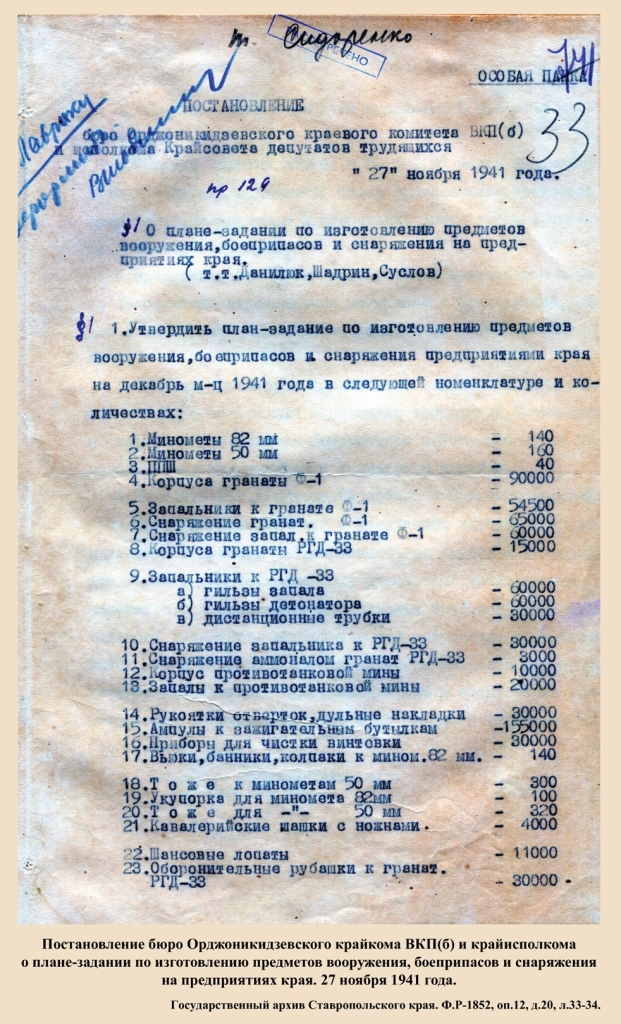 т. Сидоренко
ОСОБАЯ ПАПКА
33
ПОСТАНОВЛЕНИЕ
бюро Орджоникидзевского краевого комитета ВКП(б)
и исполкома Крайсовета депутатов трудящихся
пр 129
"27" ноября 1941 года.
§1 О плане-задании по изготовлению предметов
вооружения,боеприпасов и снаряжения на пред-
приятиях края.
( т.т.Данилюк,Шадрин,Суслов)
§1 1.Утвердить план-задание по изготовлению предметов
вооружения,боеприпасов и снаряжения предприятиями края
на декабрь м-ц 1941 года в следующей номенклатуре и ко-
личествах:
1.Минометы 82 мм - 140
2.Минометы 50 мм - 160
3.ППШ - 40
4.Корпуса гранаты Ф-1 - 90000
5.Запальники к гранате Ф-1 - 54500
6.Снаряжение гранат. Ф-1 - 65000
7.Снаряжение запал.к гранате Ф-1 - 60000
8.Корпуса гранаты РГД-33 - 15000
9.Запальники к РГД -33
а) гильзы запала - 60000
б) гильзы детонатора - 60000
в) дистанционные трубки - 30000
10.Снаряжение запальника к РГД-33 - 30000
11.Снаряжение аммоналом гранат РГД-33 - 3000
12.Корпус противотанковой мины - 10000
13.Запалы к противотанковой мины - 20000
14.Рукоятки отверток,дульные накладки - 30000
15.Ампулы к зажигательным бутылкам -155000
16.Приборы для чистки винтовки - 30000
17.Вьюки,банники,колпаки к мином.82 мм. - 140
18.Т о ж е к минометам 50 мм - 300
19.Укупорка для миномета 82мм - 100
20.Т о ж е для -"- 50 мм - 320
21.Кавалерийские шашки с ножнами. - 4000
22.Шансовые лопаты - 11000
23.Оборонительные рубашки к гранат.
РГД-33 - 30000
Постановление бюро Орджоникидзевского крайкома ВКП(б) и крайисполкома
о плане-задании по изготовлению предметов вооружения, боеприпасов и снаряжения
на предприятиях края. 27 ноября 1941 года.
Государственный архив Ставропольского края. Ф.Р-1852, оп.12, д.20, л.33-34.